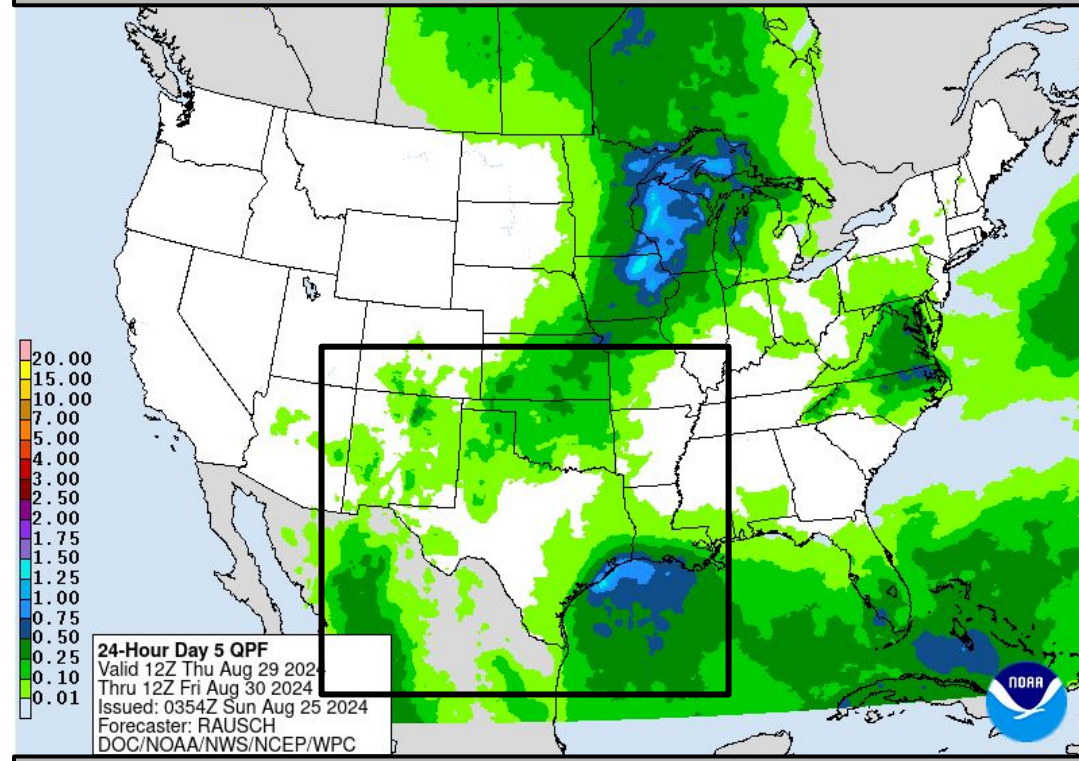 20.00
15.00
10.00
7.00
5.00
4.00
3.00
2.50
2.00
1.75
1.50
1.25
1.00
0.75
0.50
0.25
0.10
0.01
24-Hour Day 5 QPF
Valid 12Z Thu Aug 29 2024
Thru 12Z Fri Aug 30 2024
Issued: 0354Z Sun Aug 25 2024
Forecaster: RAUSCH
DOC/NOAA/NWS/NCEP/WPC
NOAA